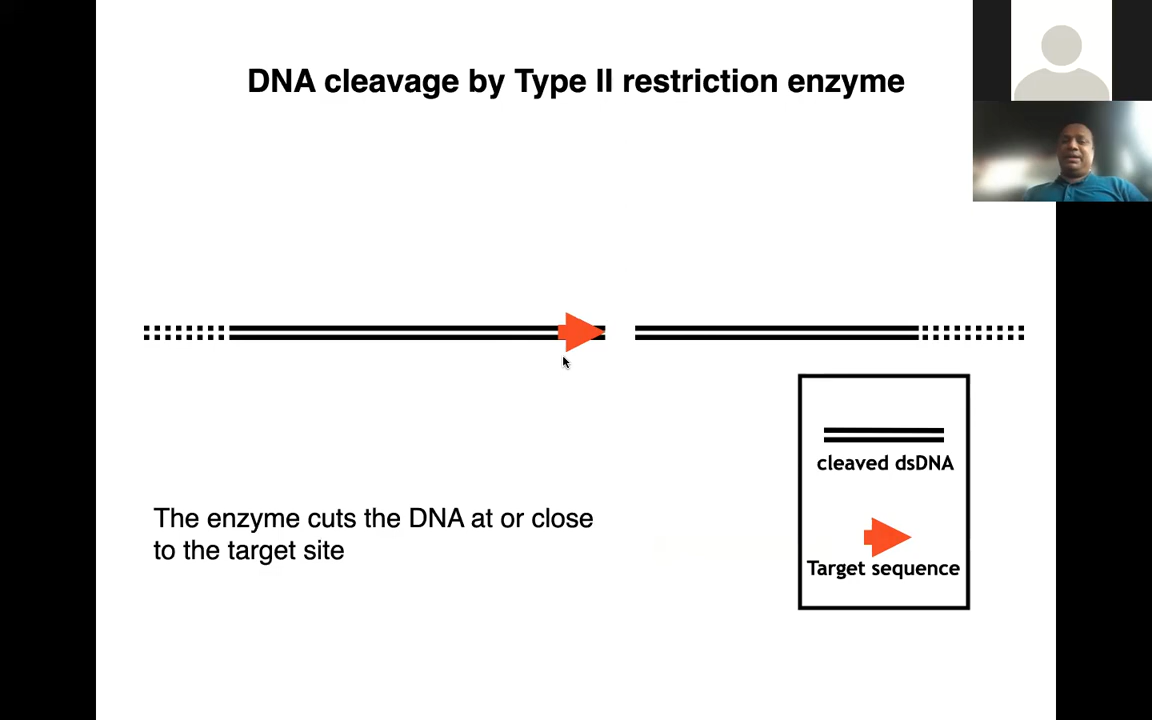 DNA cleavage by Type II restriction enzyme
The enzyme cuts the DNA at or close
to the target site
cleaved dsDNA
Target sequence